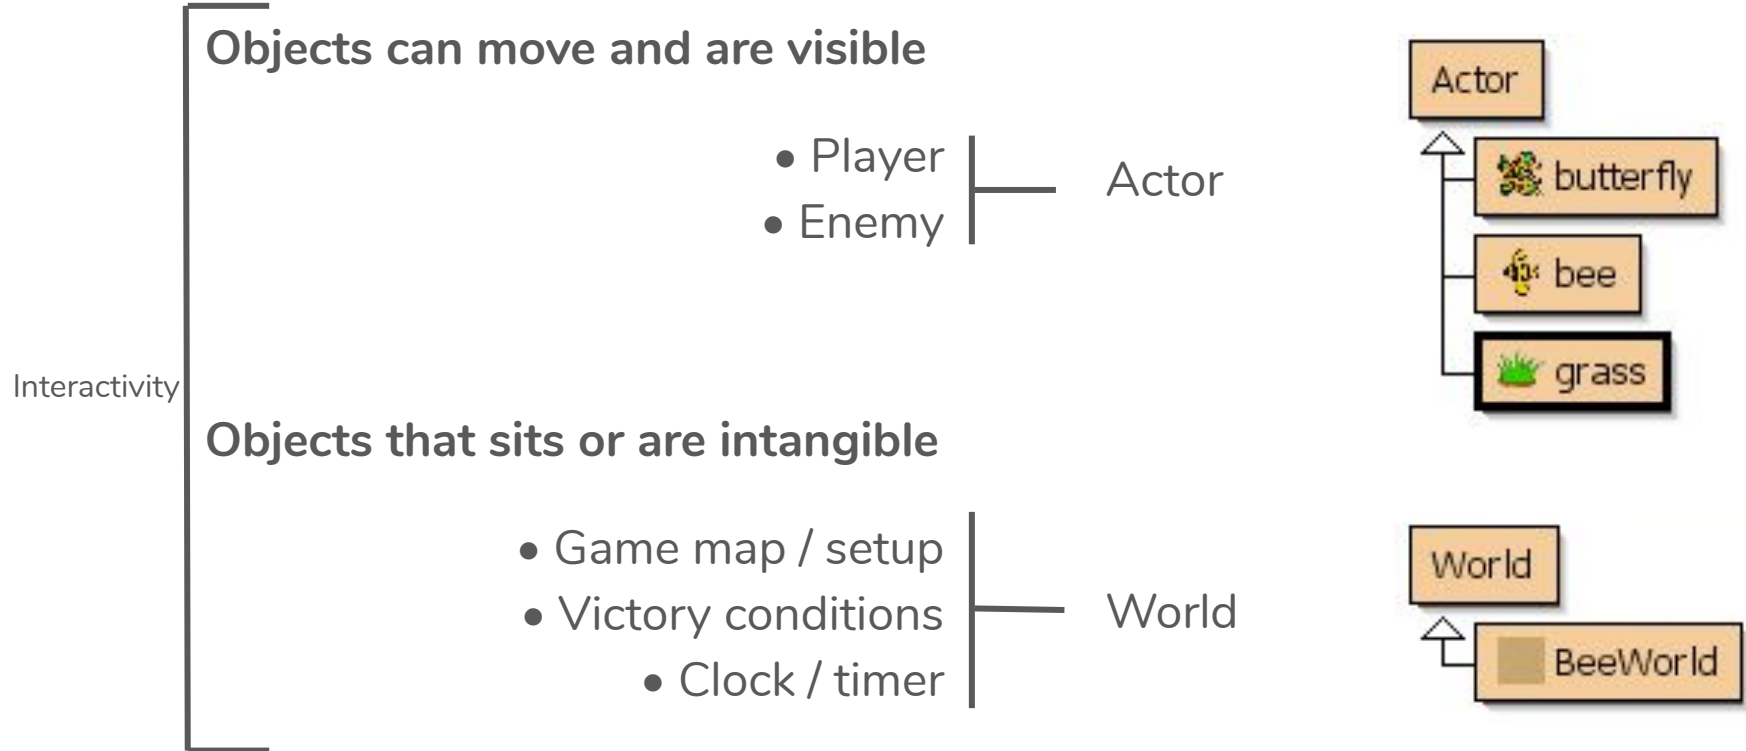 Objects can move and are visible
• Player
• Enemy
Actor
Interactivity
Objects that sits or are intangible
• Game map / setup
• Victory conditions
• Clock / timer
World
Actor
butterfly
bee
grass
World
BeeWorld